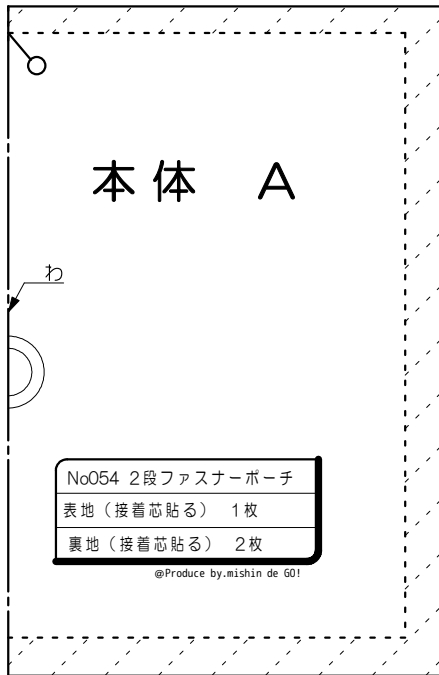 本体 A
わ
No054 2段ファスナーポーチ
表地（接着芯貼る） 1枚
裏地（接着芯貼る） 2枚
@Produce by.mishin de GO!